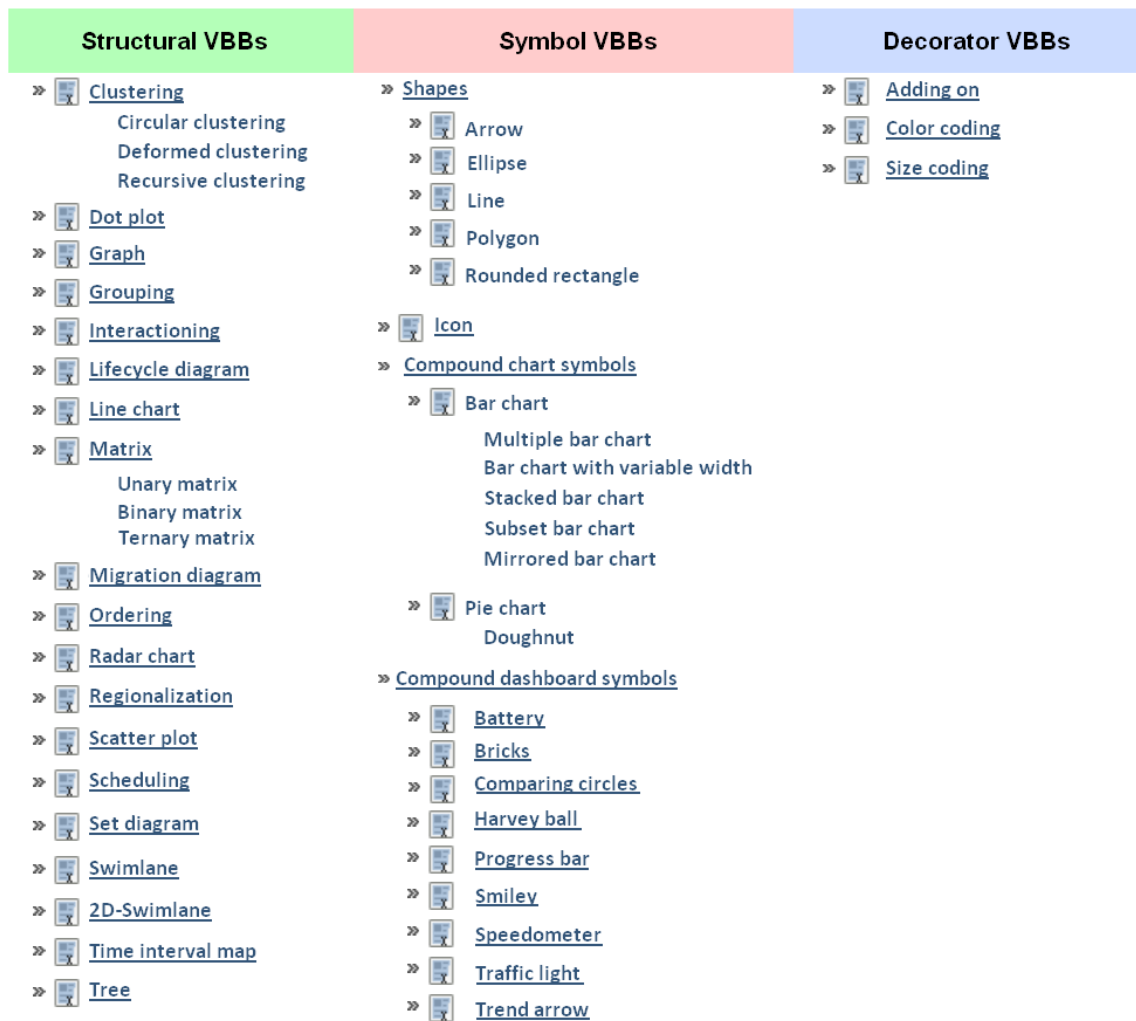 Structural VBBs
» Clustering
Circular clustering
Deformed clustering
Recursive clustering
» Dot plot
» Graph
» Grouping
» Interactioning
» Lifecycle diagram
» Line chart
» Matrix
Unary matrix
Binary matrix
Ternary matrix
» Migration diagram
» Ordering
» Radar chart
» Regionalization
» Scatter plot
» Scheduling
» Set diagram
» Swimlane
» 2D-Swimlane
» Time interval map
» Tree
Symbol VBBs
» Shapes
» Arrow
» Ellipse
» Line
» Polygon
» Rounded rectangle
» Icon
» Compound chart symbols
» Bar chart
Multiple bar chart
Bar chart with variable width
Stacked bar chart
Subset bar chart
Mirrored bar chart
» Pie chart
Doughnut
» Compound dashboard symbols
» Battery
» Bricks
» Comparing circles
» Harvey ball
» Progress bar
» Smiley
» Speedometer
» Traffic light
» Trend arrow
Decorator VBBs
» Adding on
» Color coding
» Size coding